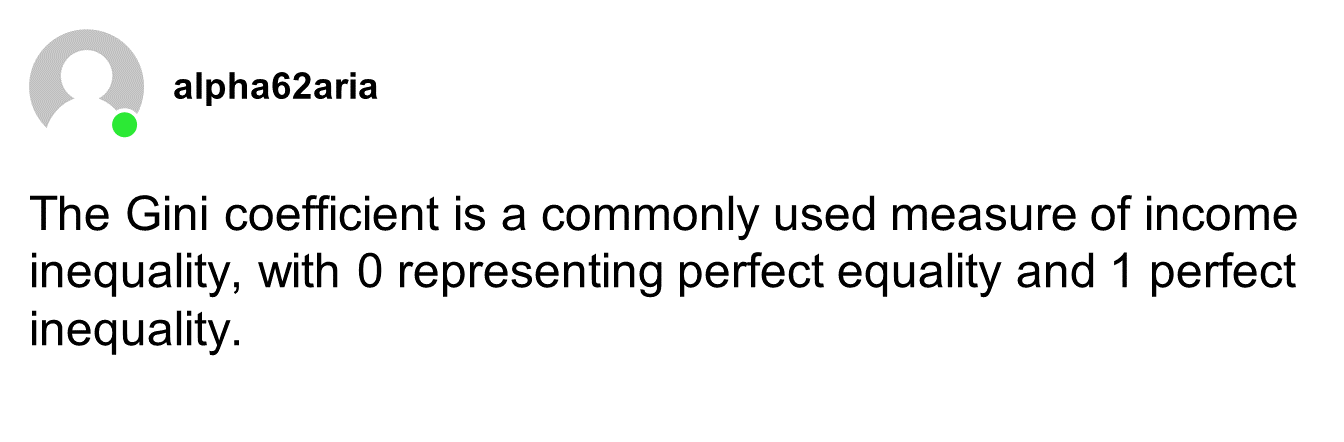 alpha62aria
The Gini coefficient is a commonly used measure of income
inequality, with 0 representing perfect equality and 1 perfect
inequality.